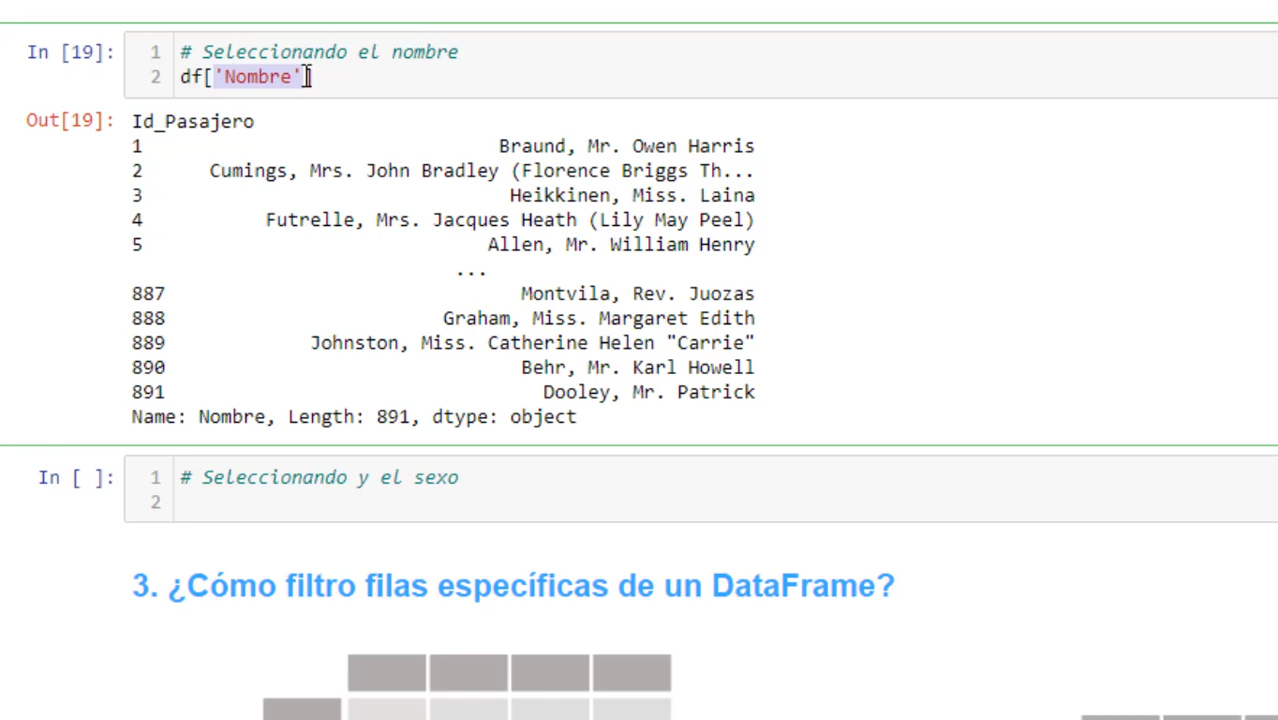 In [19]: 1 # Seleccionando el nombre
2 df['Nombre']
Out[19]: Id_Pasajero
1 Braund, Mr. Owen Harris
2 Cumings, Mrs. John Bradley (Florence Briggs Th...
3 Heikkinen, Miss. Laina
4 Futrelle, Mrs. Jacques Heath (Lily May Peel)
5 Allen, Mr. William Henry
...
887 Montvila, Rev. Juozas
888 Graham, Miss. Margaret Edith
889 Johnston, Miss. Catherine Helen "Carrie"
890 Behr, Mr. Karl Howell
891 Dooley, Mr. Patrick
Name: Nombre, Length: 891, dtype: object
In [ ]: 1 # Seleccionando y el sexo
2
3. ¿Cómo filtro filas específicas de un DataFrame?